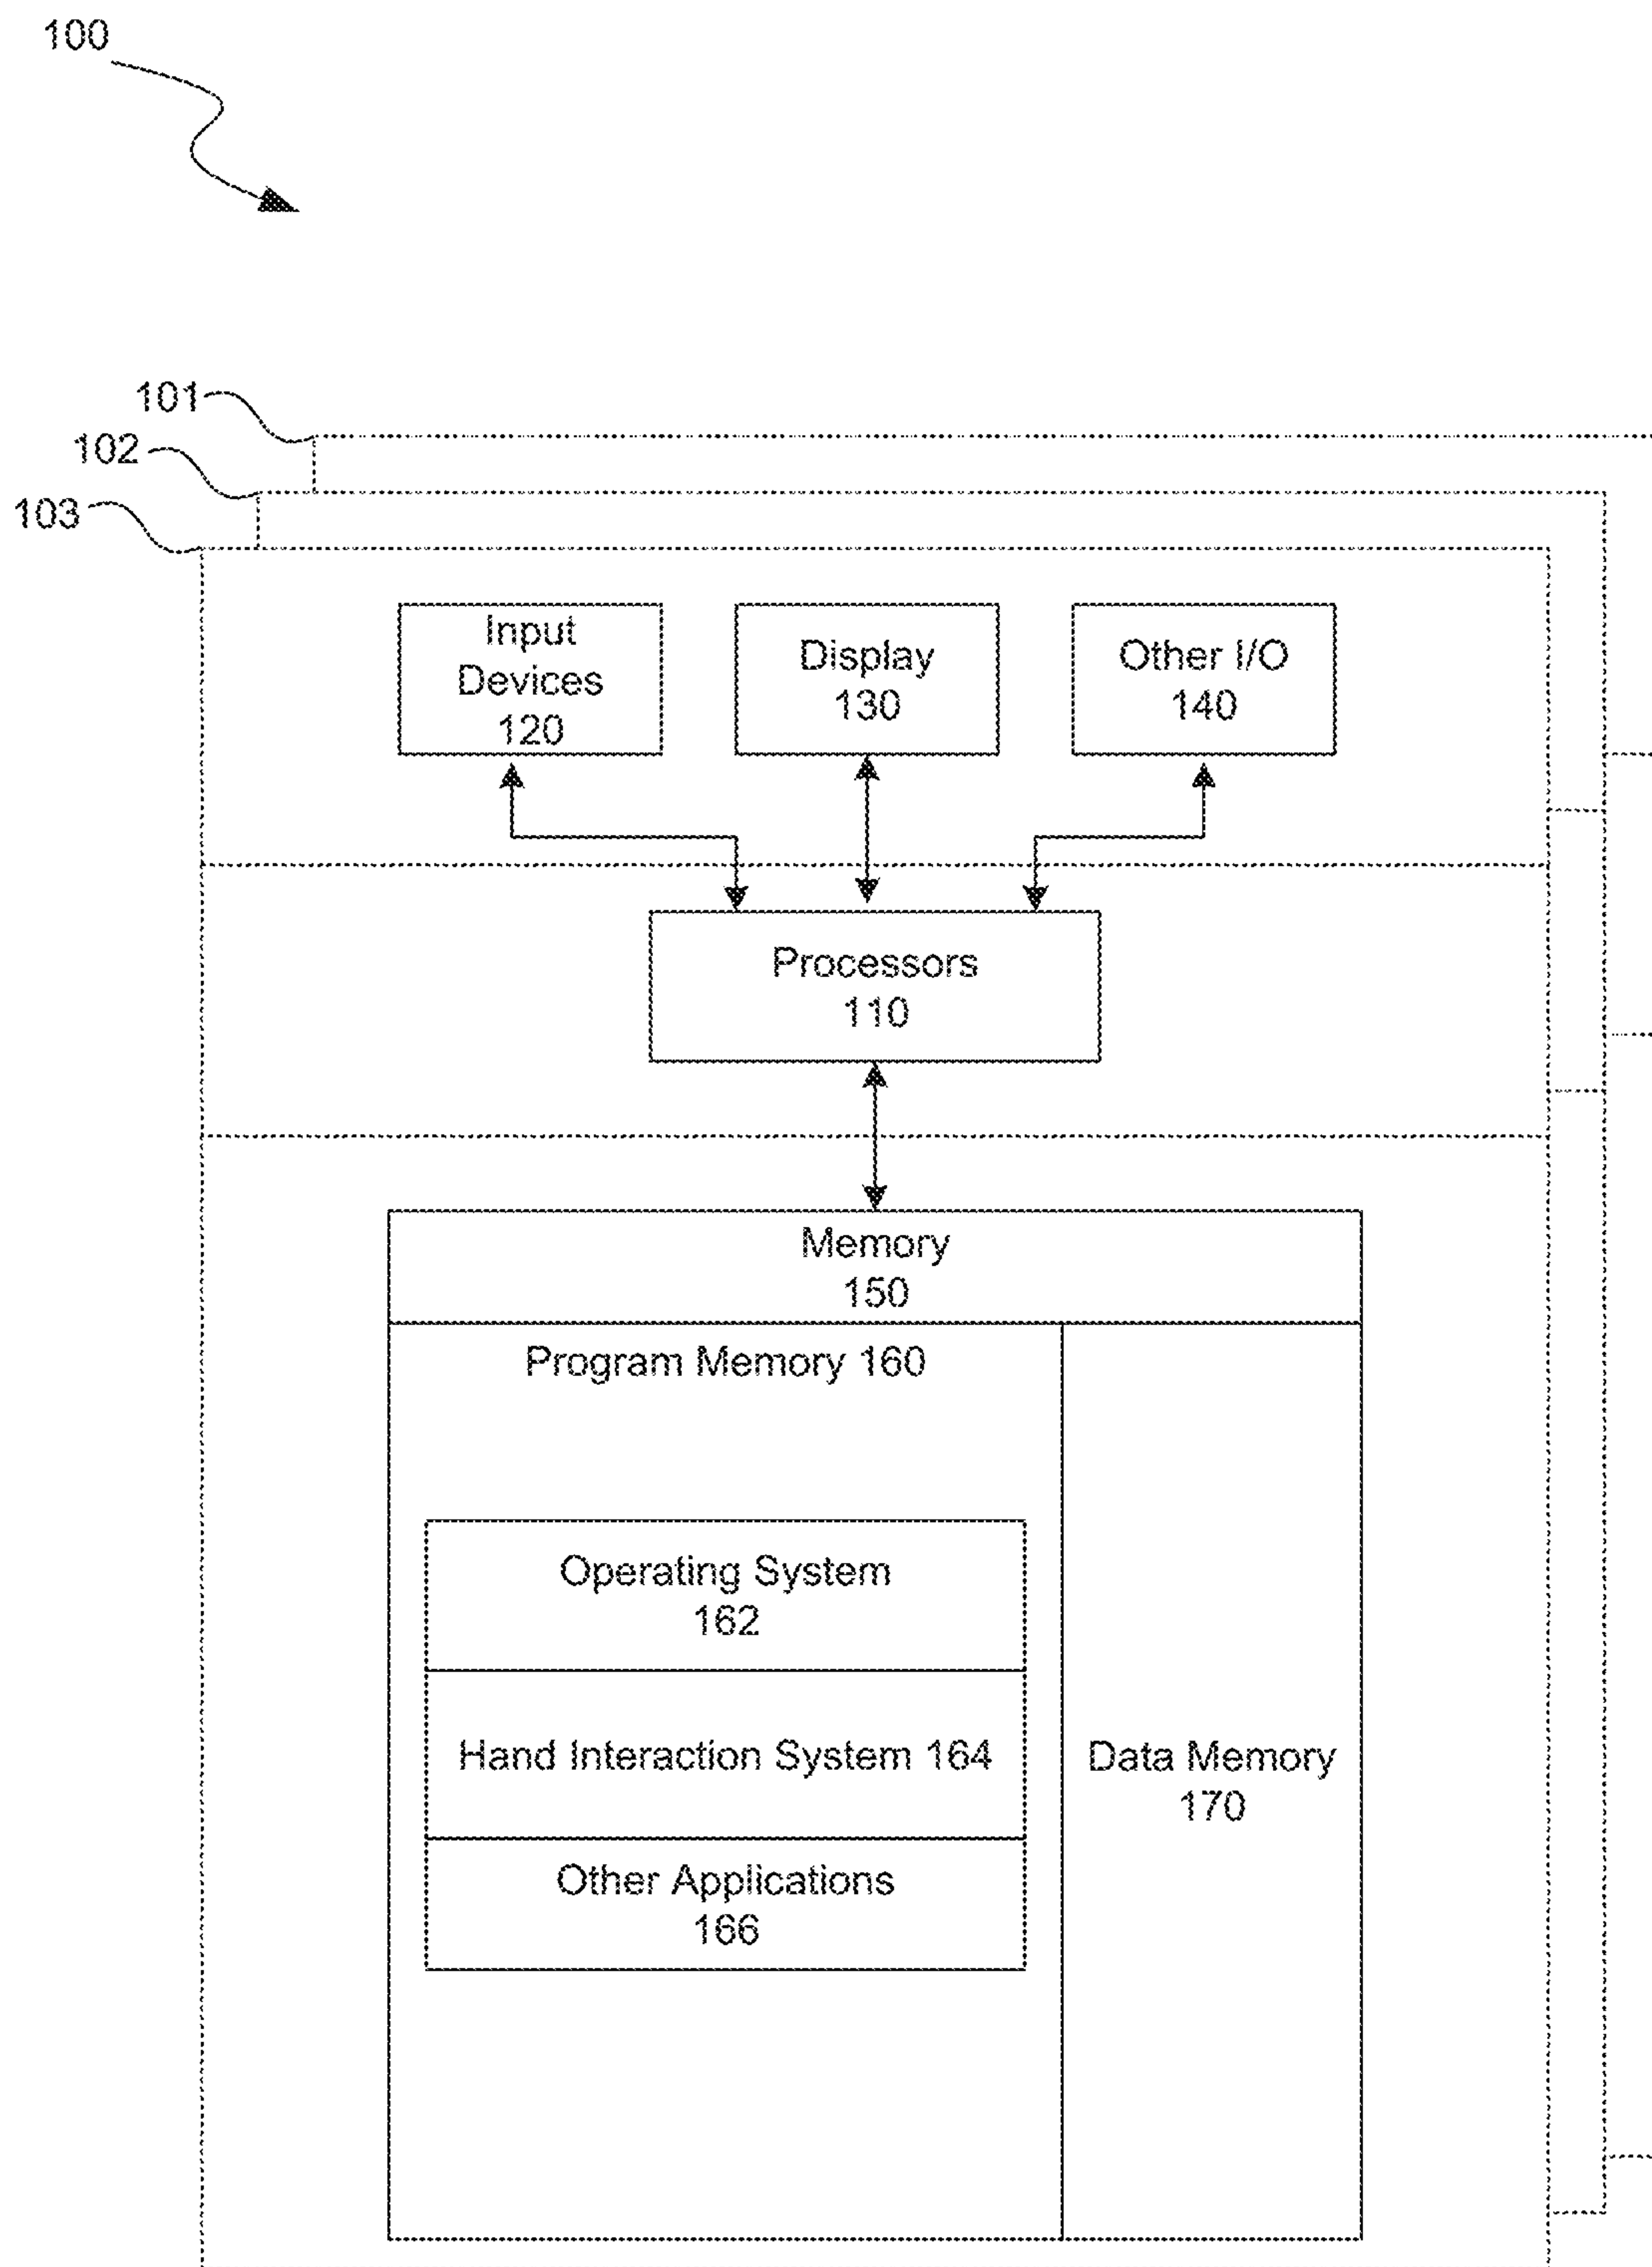 100
101
102
103
Input
Devices
120
Display
130
Other I/O
140
Processors
110
Memory
150
Program Memory 160
Operating System
162
Hand Interaction System 164
Other Applications
166
Data Memory
170